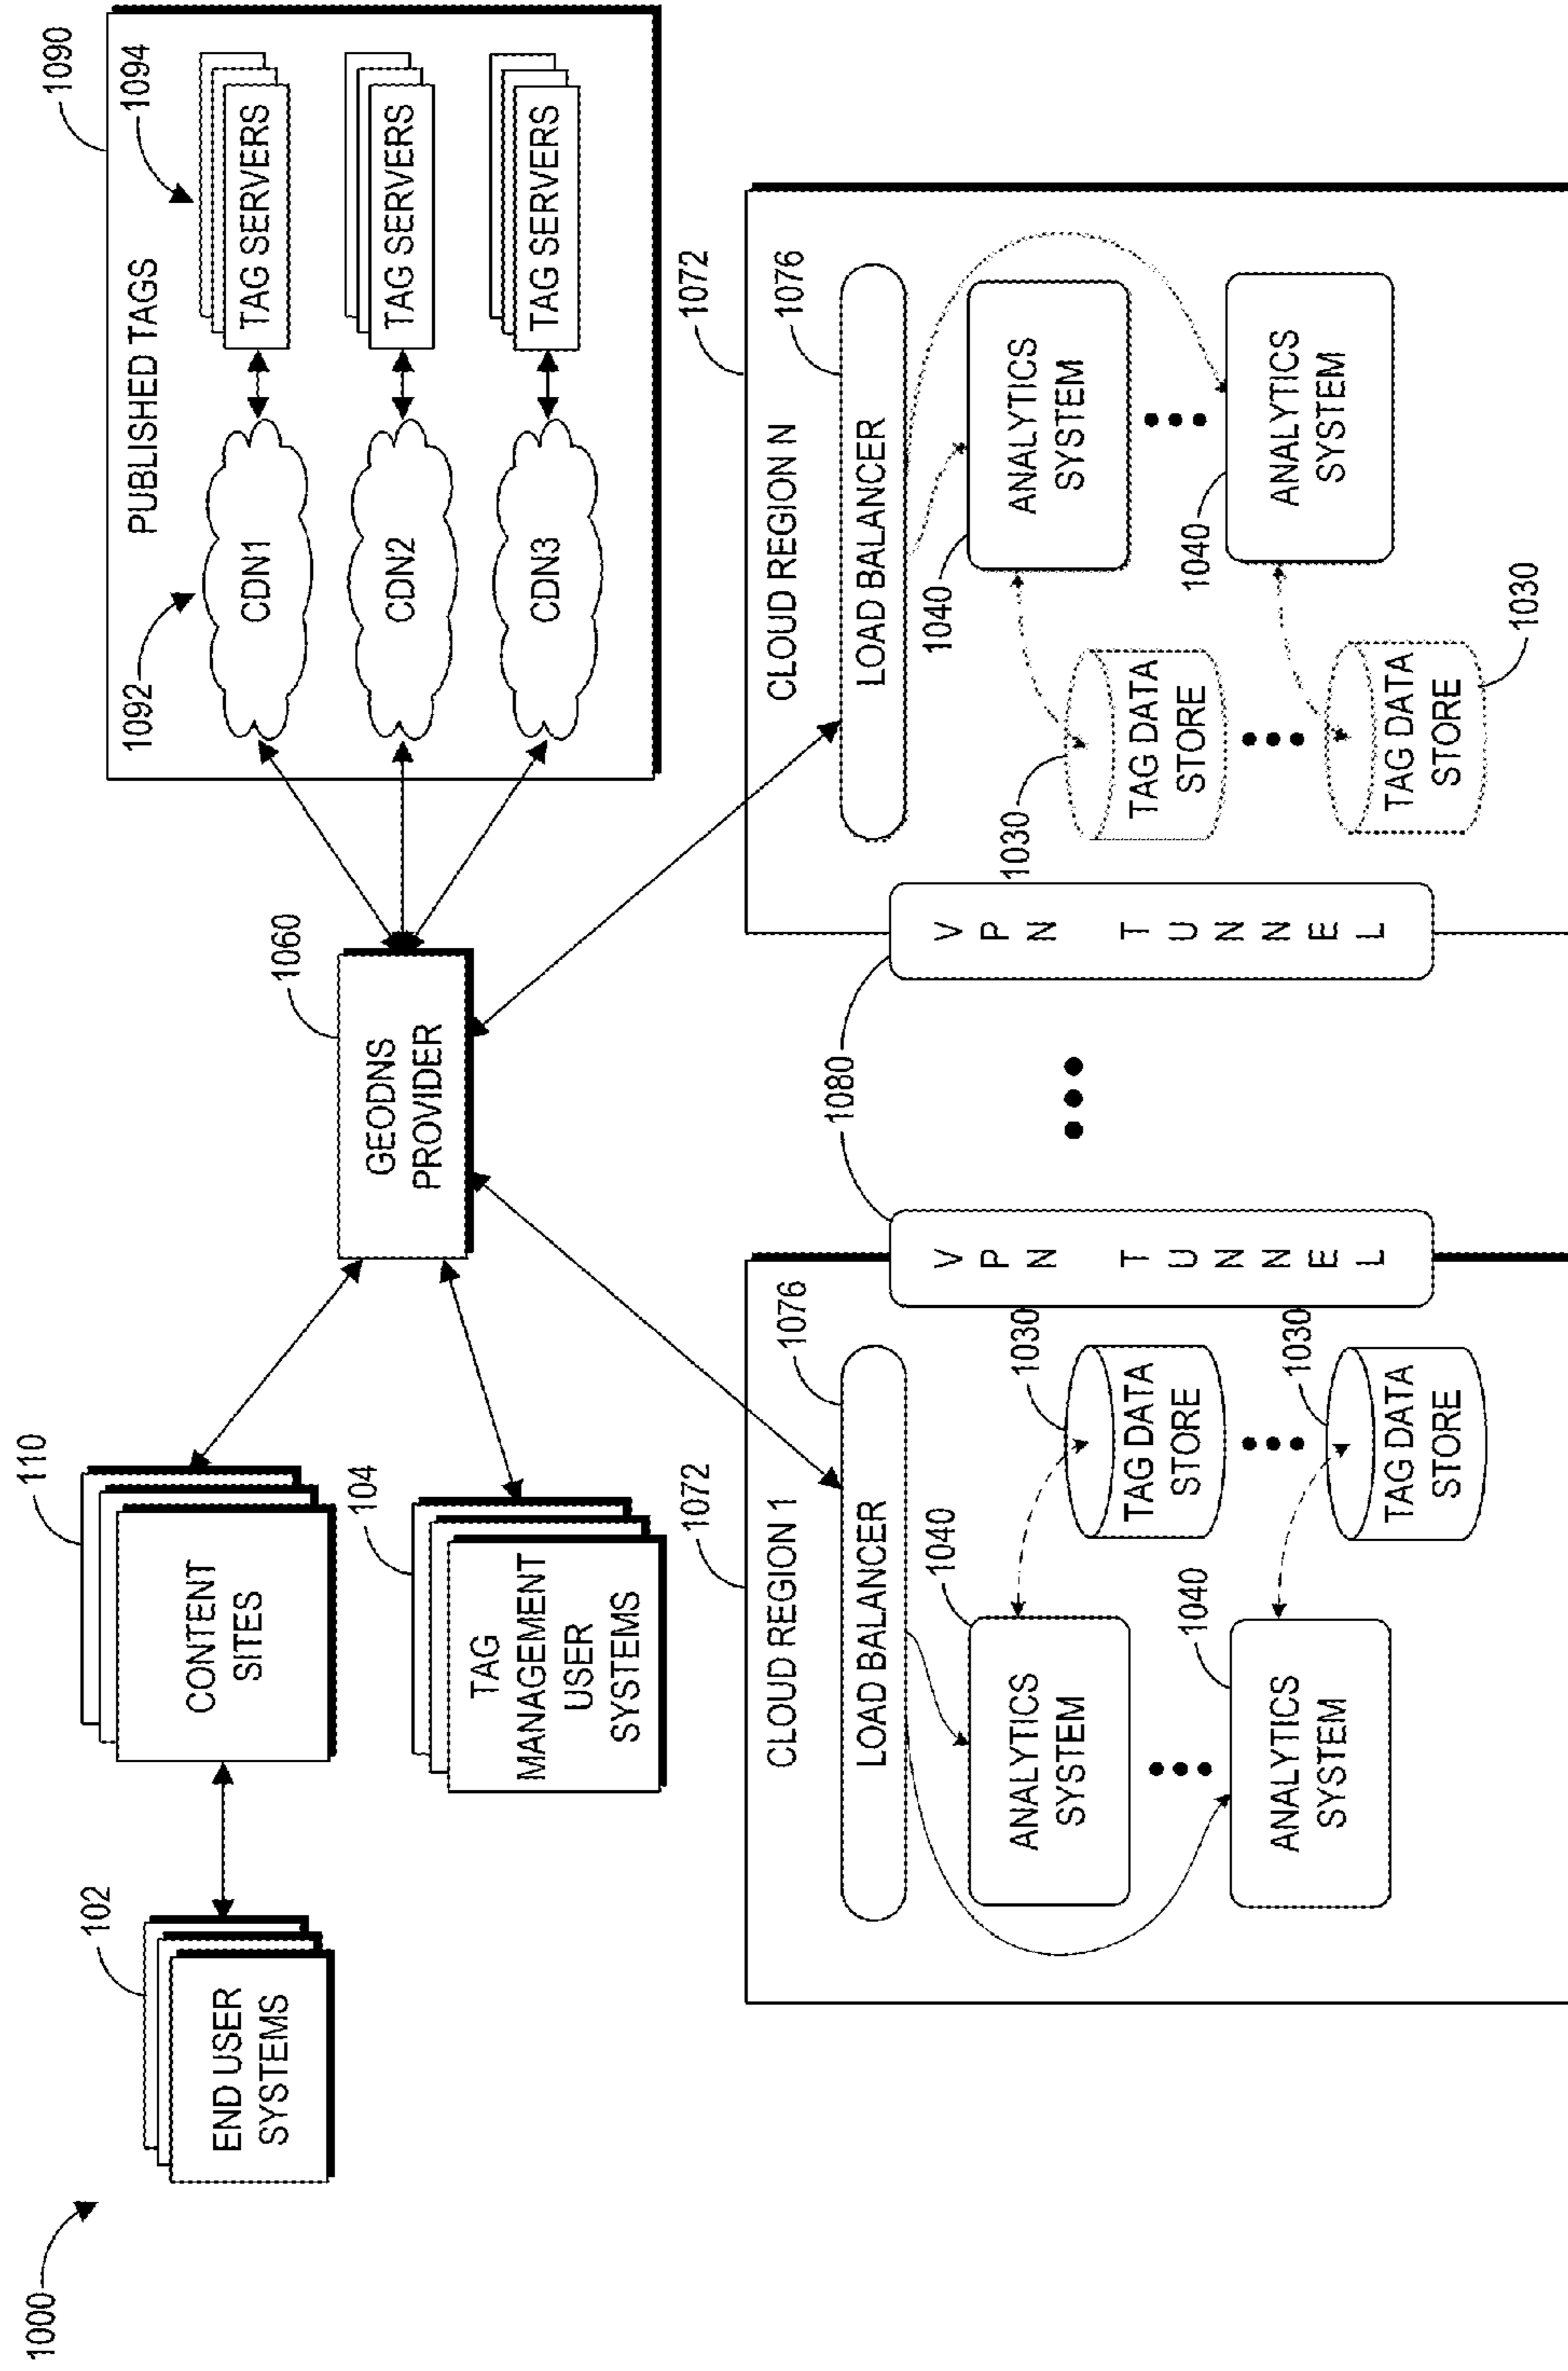 1000
102
END USER
SYSTEMS
110
CONTENT
SITES
104
TAG
MANAGEMENT
USER
SYSTEMS
1060
GEODNS
PROVIDER
1090
PUBLISHED TAGS
1092
1094
CDN1
TAG SERVERS
CDN2
TAG SERVERS
CDN3
TAG SERVERS
1072
CLOUD REGION 1
1076
LOAD BALANCER
1040
ANALYTICS
SYSTEM
1030
TAG DATA
STORE
1040
ANALYTICS
SYSTEM
1030
TAG DATA
STORE
VPN TUNNEL
1080
VPN TUNNEL
1072
CLOUD REGION N
1076
LOAD BALANCER
1030
TAG DATA
STORE
1040
ANALYTICS
SYSTEM
TAG DATA
STORE
1030
1040
ANALYTICS
SYSTEM